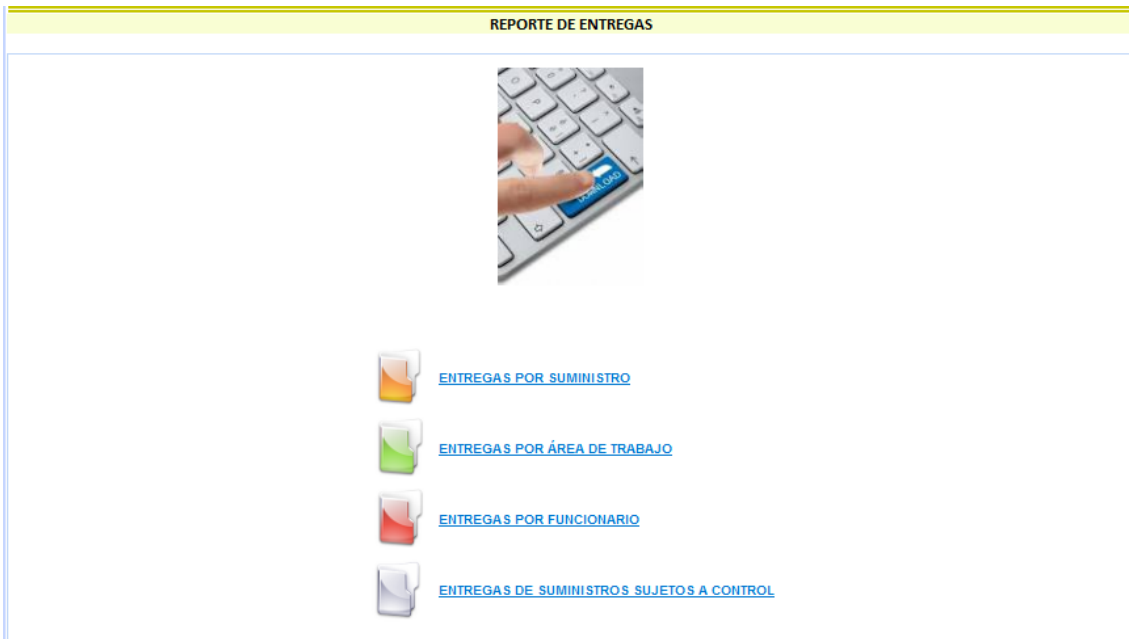 REPORTE DE ENTREGAS
DOWNLOAD
ENTREGAS POR SUMINISTRO
ENTREGAS POR ÁREA DE TRABAJO
ENTREGAS POR FUNCIONARIO
ENTREGAS DE SUMINISTROS SUJETOS A CONTROL